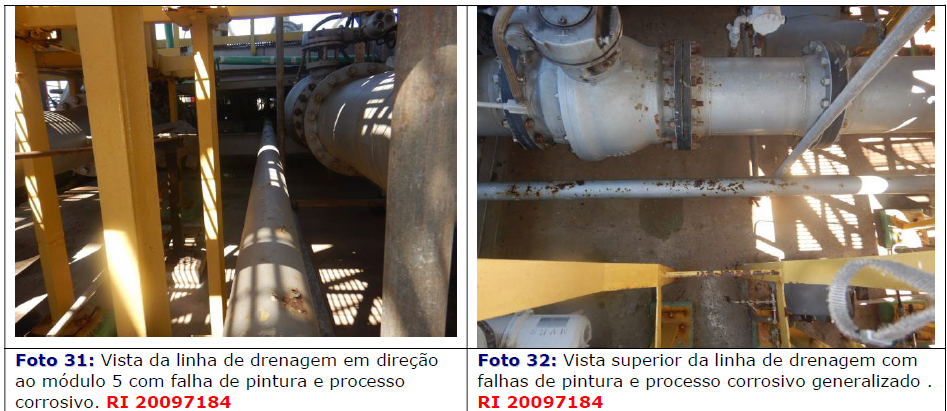 Foto 31: Vista da linha de drenagem em direção
ao módulo 5 com falha de pintura e processo
corrosivo. RI 20097184
Foto 32: Vista superior da linha de drenagem com
falhas de pintura e processo corrosivo generalizado .
RI 20097184